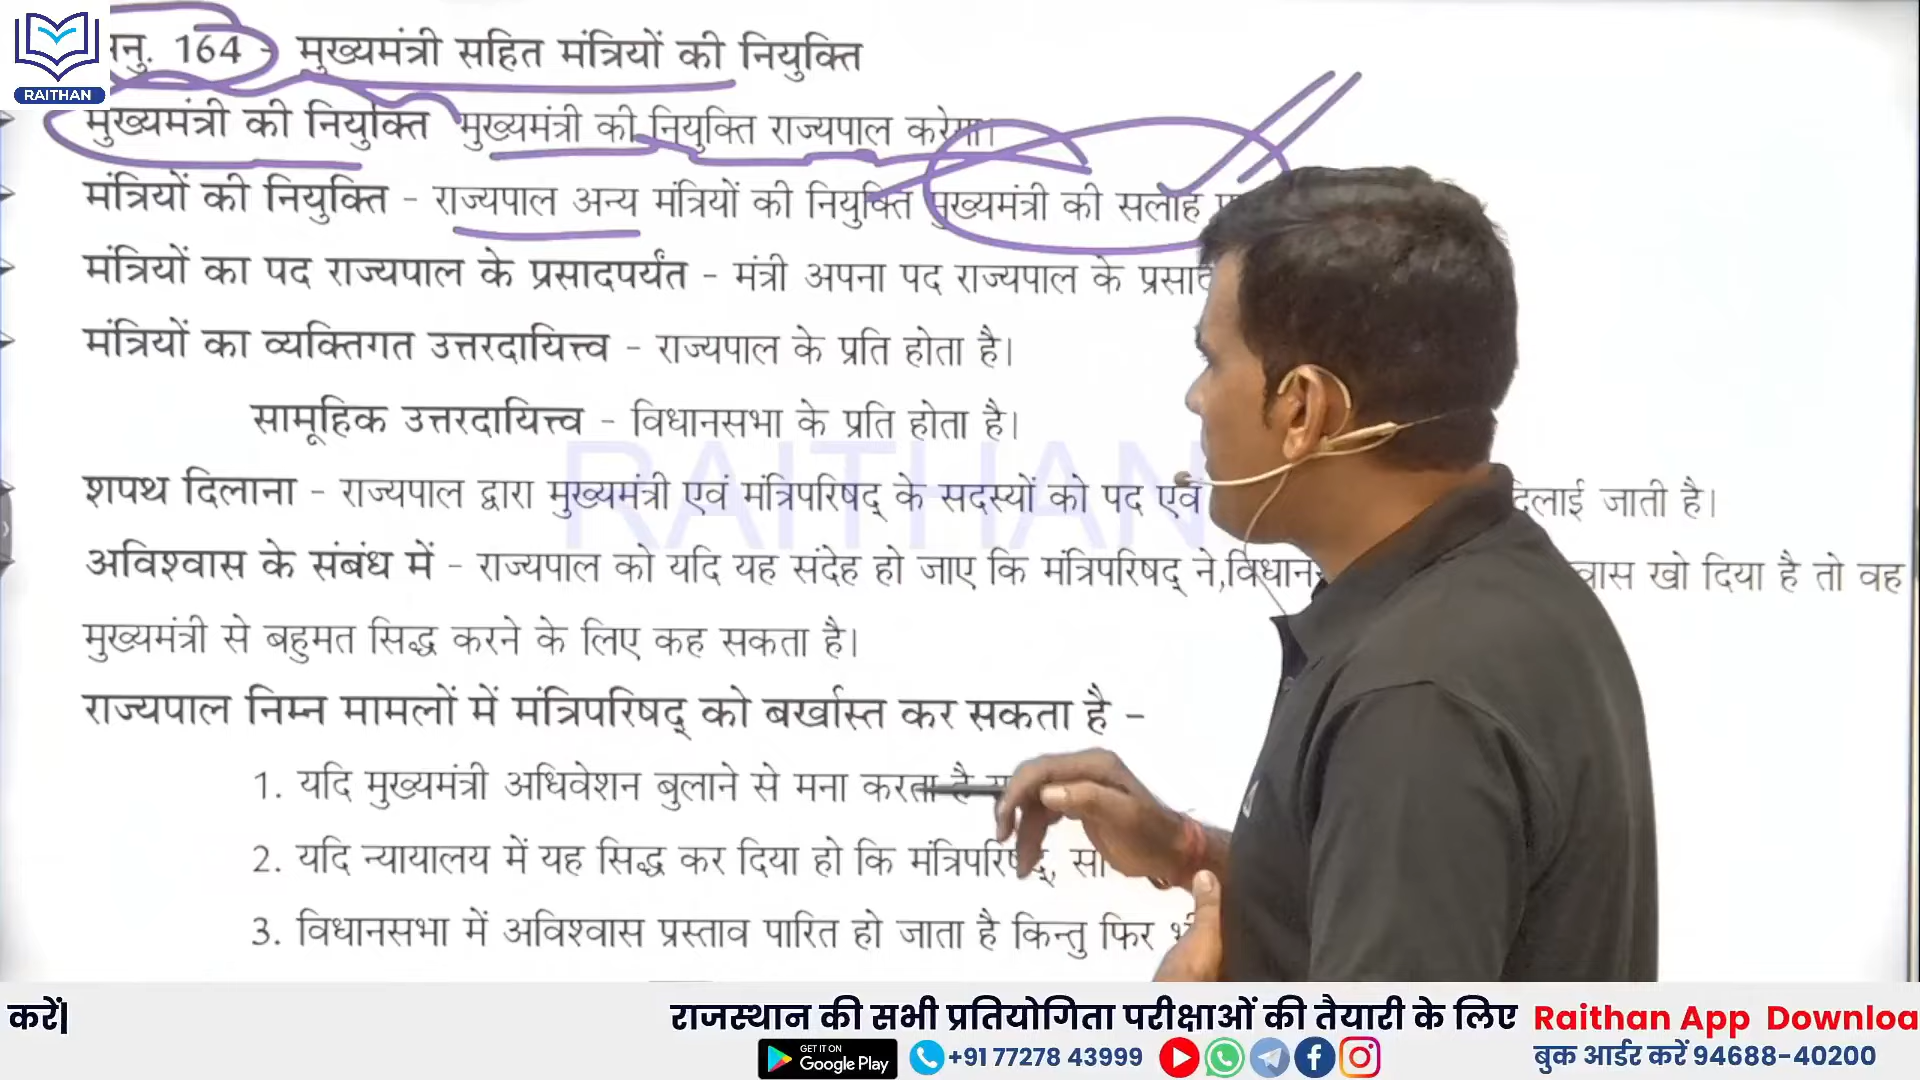 RAITHAN
नु. 164 - मुख्यमंत्री सहित मंत्रियों की नियुक्ति
मुख्यमंत्री की नियुक्ति मुख्यमंत्री की नियुक्ति राज्यपाल करेगा।
मंत्रियों की नियुक्ति - राज्यपाल अन्य मंत्रियों की नियुक्ति मुख्यमंत्री की सलाह
मंत्रियों का पद राज्यपाल के प्रसादपर्यंत - मंत्री अपना पद राज्यपाल के
मंत्रियों का व्यक्तिगत उत्तरदायित्त्व - राज्यपाल के प्रति होता है।
सामूहिक उत्तरदायित्त्व - विधानसभा के प्रति होता है।
RAITHAN
शपथ दिलाना - राज्यपाल द्वारा मुख्यमंत्री एवं मंत्रिपरिषद् के सदस्यों को पद एवं दिलाई जाती है।
अविश्वास के संबंध में - राज्यपाल को यदि यह संदेह हो जाए कि मंत्रिपरिषद् ने, खो दिया है तो वह
मुख्यमंत्री से बहुमत सिद्ध करने के लिए कह सकता है।
राज्यपाल निम्न मामलों में मंत्रिपरिषद् को बर्खास्त कर सकता है -
1. यदि मुख्यमंत्री अधिवेशन बुलाने से मना करता है
2. यदि न्यायालय में यह सिद्ध कर दिया हो कि मंत्रिपरिषद्,
3. विधानसभा में अविश्वास प्रस्ताव पारित हो जाता है किन्तु फिर
करें| राजस्थान की सभी प्रतियोगिता परीक्षाओं की तैयारी के लिए Raithan App Downloa
GET IT ON
Google Play +91 77278 43999 बुक आर्डर करें 94688-40200